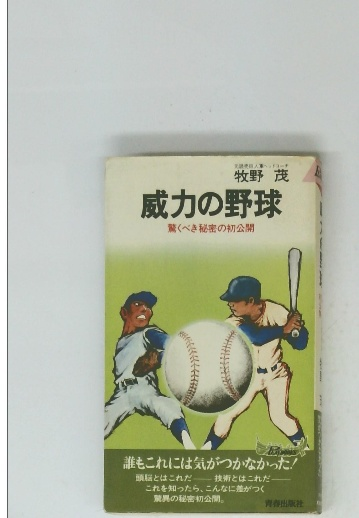 牧野 茂
威力の野球
驚くべき秘密の初公開
誰もこれには気がつかなかった!
頭脳とはこれだ――技術とはこれだ――
これを知ったら、こんなに差がつく
驚異の秘密初公開。
青春出版社